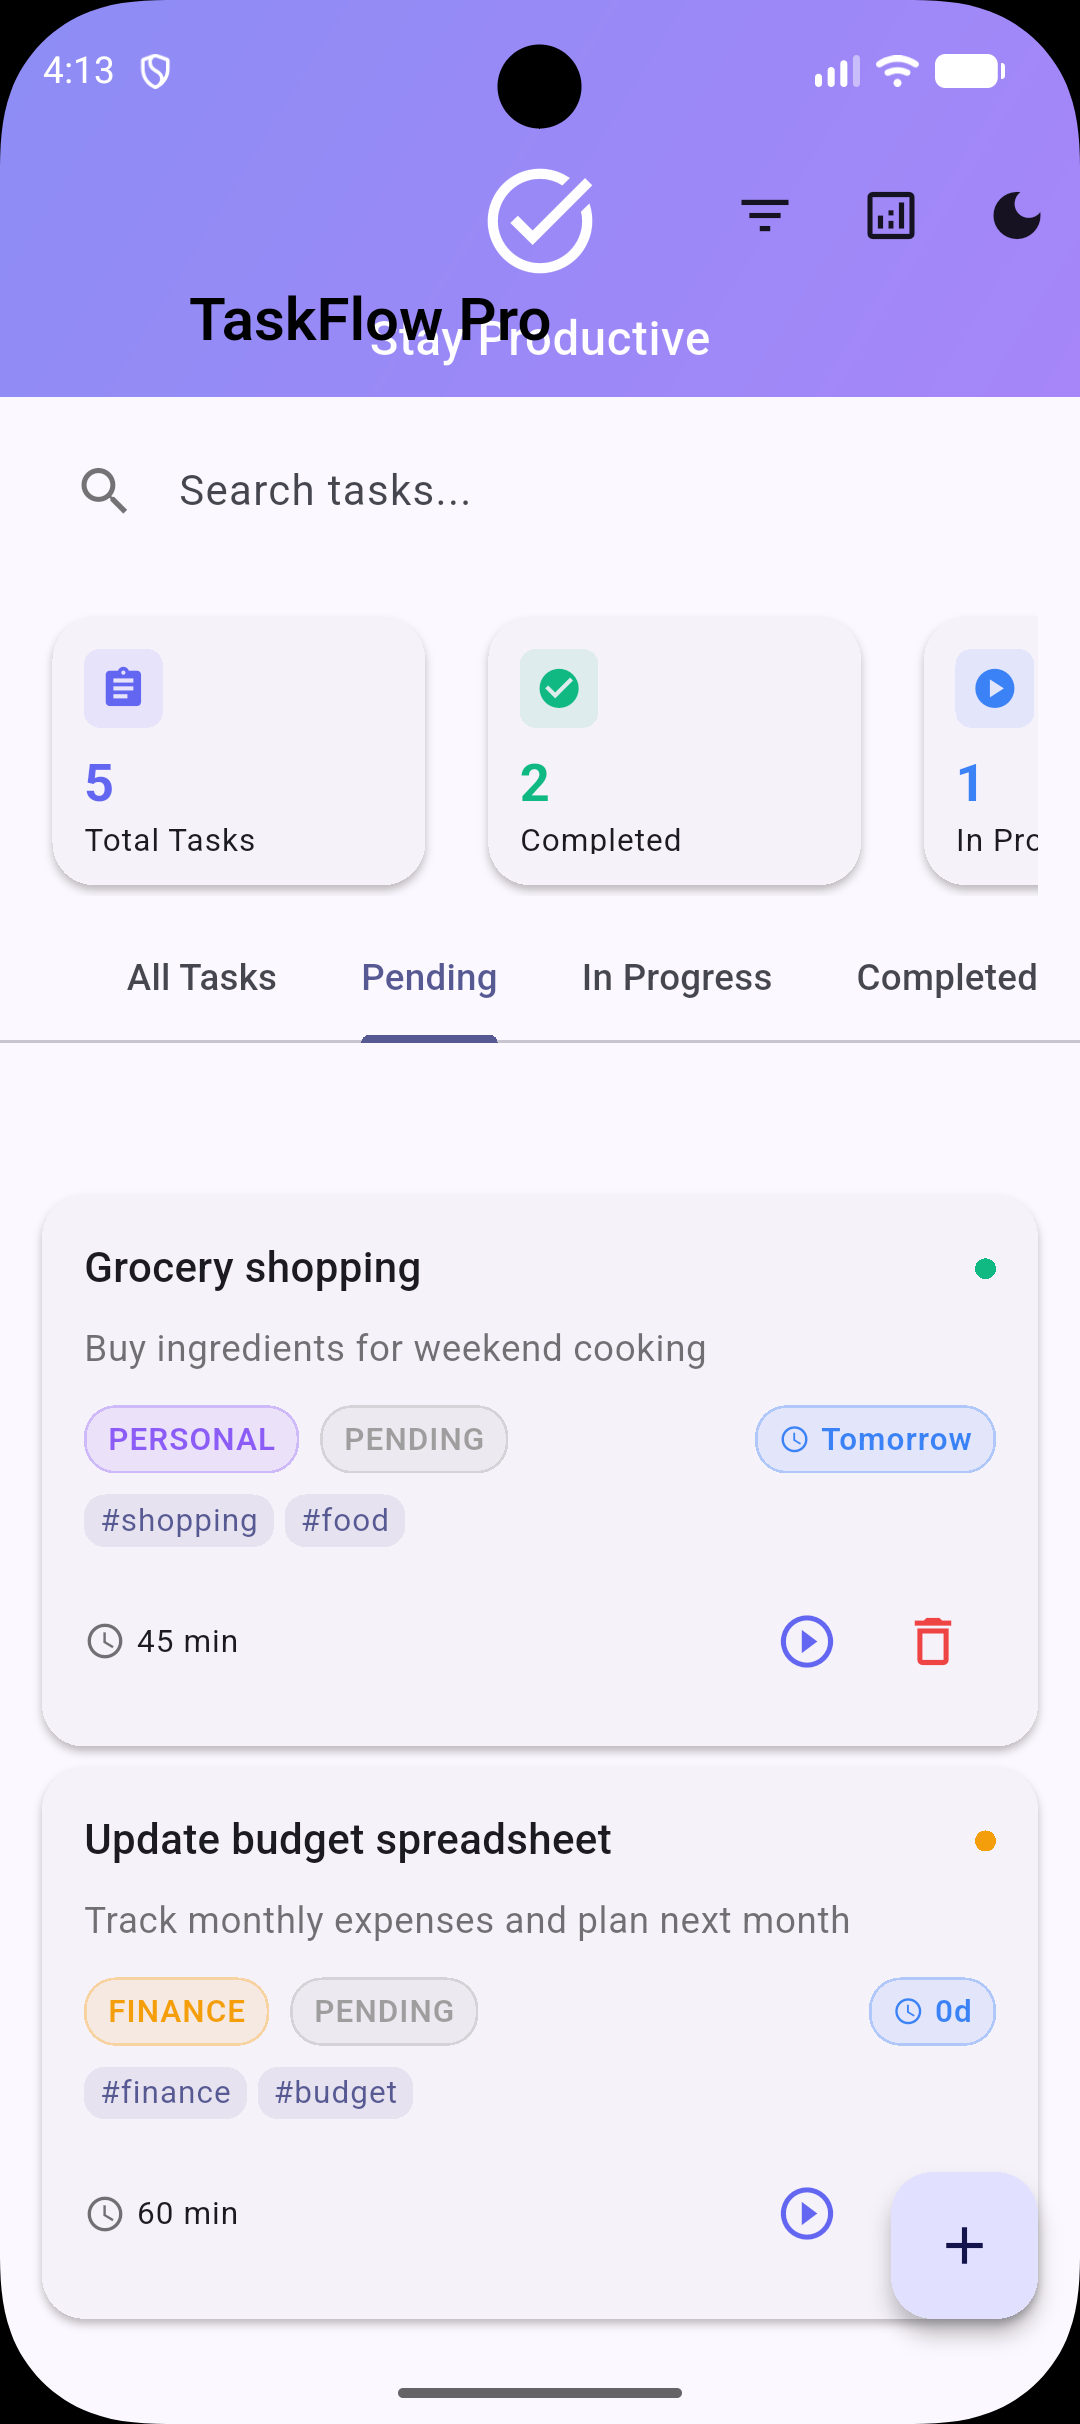 4:13
TaskFlow Pro
Stay Productive
Search tasks...
5
Total Tasks
2
Completed
1
In Pro
All Tasks Pending In Progress Completed
Grocery shopping
Buy ingredients for weekend cooking
PERSONAL PENDING Tomorrow
#shopping #food
45 min
Update budget spreadsheet
Track monthly expenses and plan next month
FINANCE PENDING 0d
#finance #budget
60 min